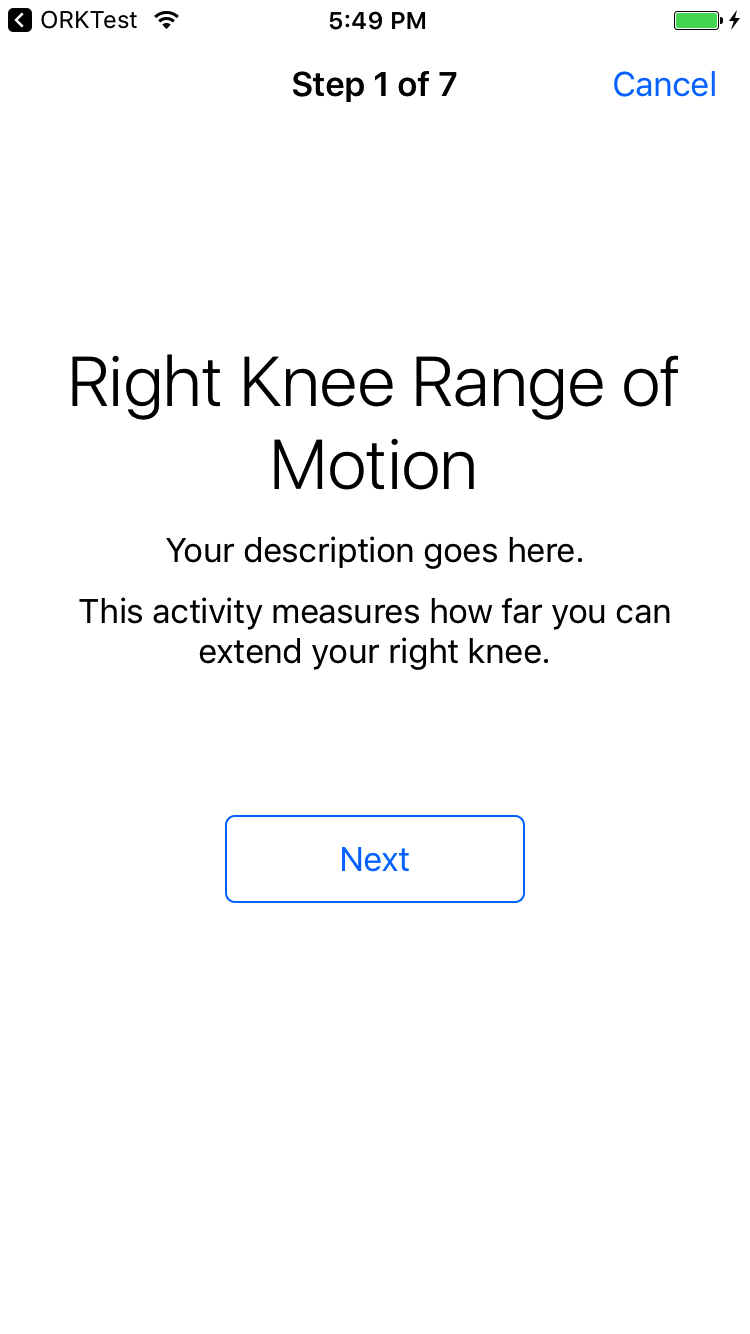 ORKTest 5:49 PM
Step 1 of 7 Cancel
Right Knee Range of
Motion
Your description goes here.
This activity measures how far you can
extend your right knee.
Next